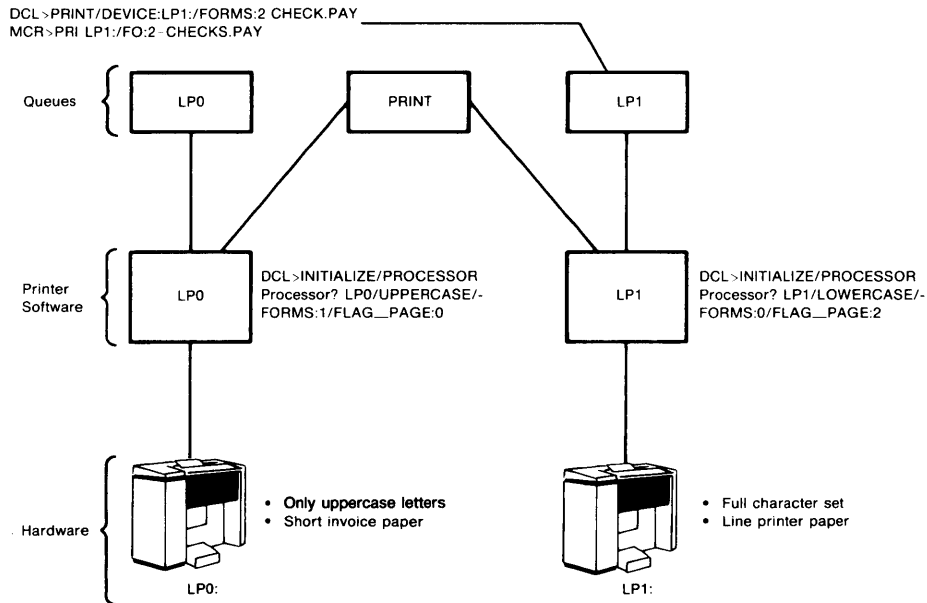 DCL>PRINT/DEVICE:LP1:/FORMS:2 CHECK.PAY
MCR>PRI LP1:/FO:2-CHECKS.PAY
Queues
LP0
PRINT
LP1
Printer
Software
LP0
DCL>INITIALIZE/PROCESSOR
Processor? LP0/UPPERCASE/-
FORMS:1/FLAG__PAGE:0
LP1
DCL>INITIALIZE/PROCESSOR
Processor? LP1/LOWERCASE/-
FORMS:0/FLAG__PAGE:2
Hardware
• Only uppercase letters
• Short invoice paper
• Full character set
• Line printer paper
LP0:
LP1: